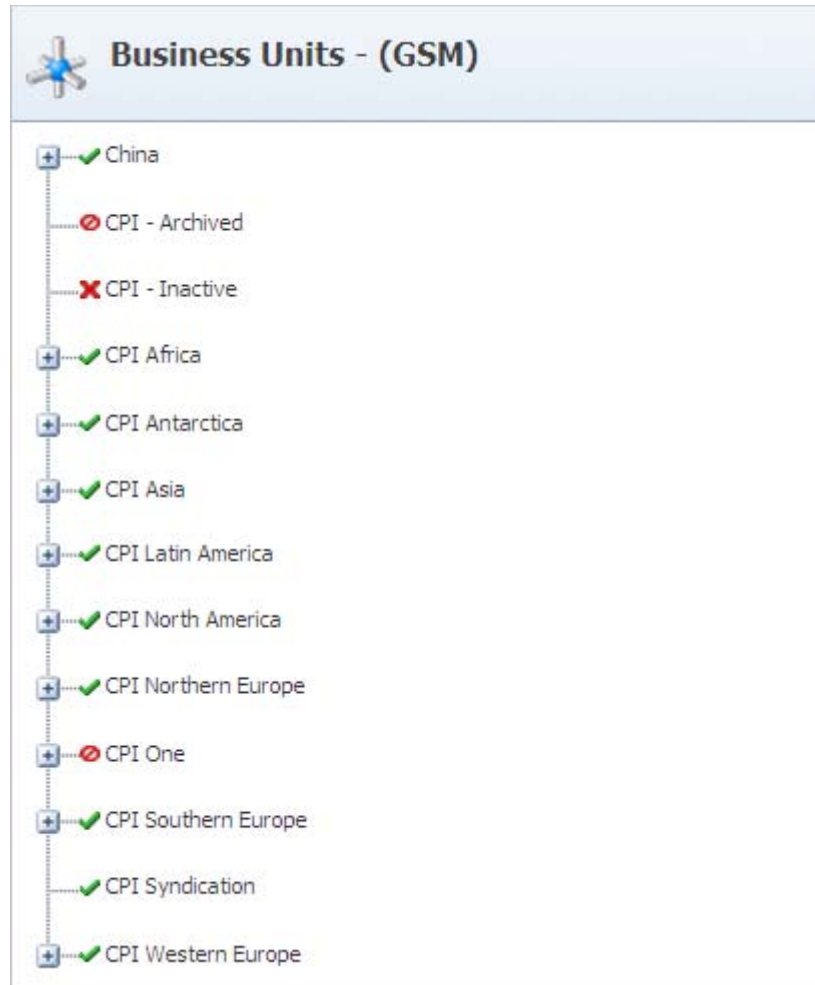 Business Units - (GSM)
China
CPI - Archived
CPI - Inactive
CPI Africa
CPI Antarctica
CPI Asia
CPI Latin America
CPI North America
CPI Northern Europe
CPI One
CPI Southern Europe
CPI Syndication
CPI Western Europe